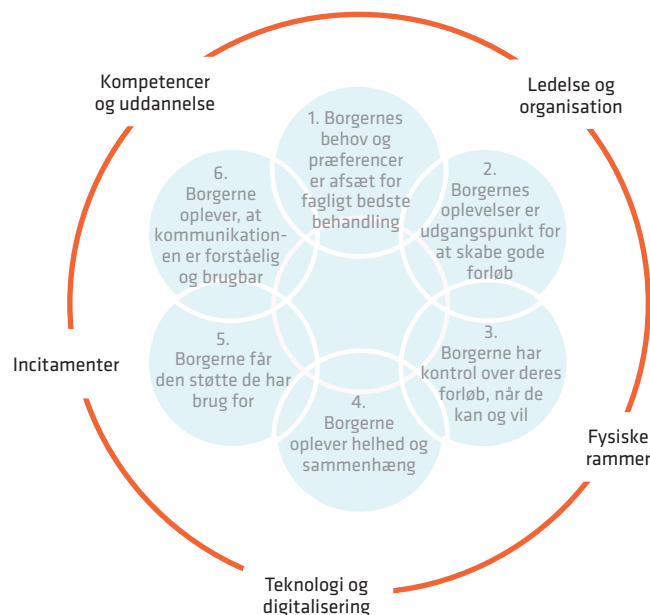 Kompetencer
og uddannelse
Ledelse og
organisation
1. Borgernes
behov og
præferencer
er afsæt for
fagligt bedste
behandling
2.
Borgernes
oplevelser er
udgangspunkt for
at skabe gode
forløb
3.
Borgerne har
kontrol over deres
forløb, når de
kan og vil
4.
Borgerne
oplever helhed og
sammenhæng
5.
Borgerne får
den støtte de har
brug for
6.
Borgerne
oplever, at
kommunikation-
en er forståelig
og brugbar
Incitamenter
Fysiske
rammer
Teknologi og
digitalisering